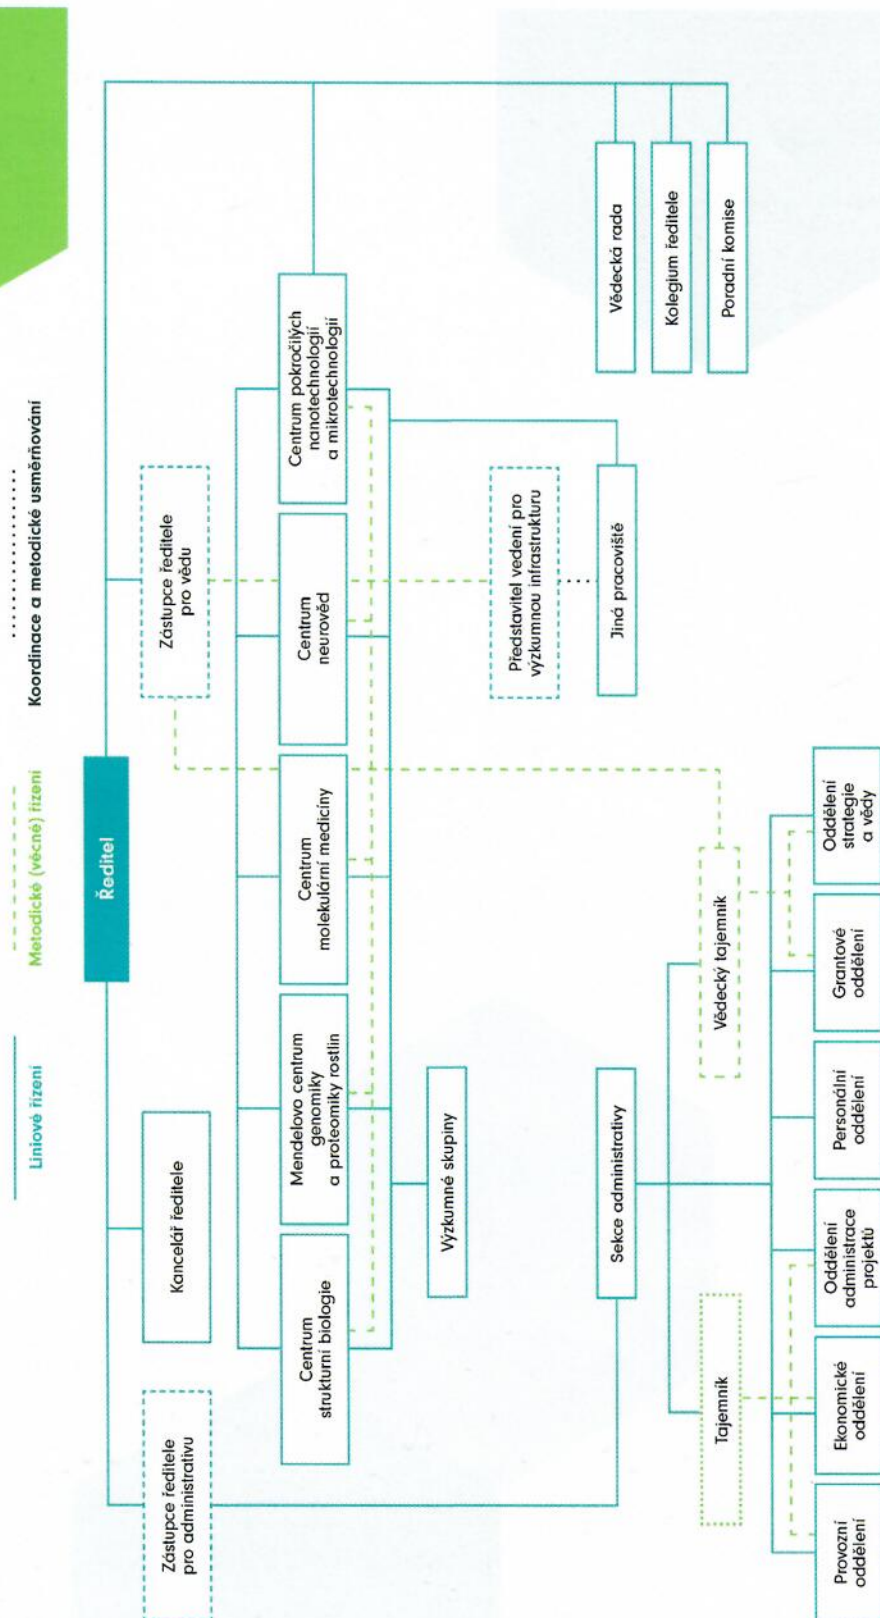 Liniové řízení
Metodické (věcné) řízení
Koordinace a metodické usměrňování
Ředitel
Zástupce ředitele
pro administrativu
Kancelář ředitele
Zástupce ředitele
pro vědu
Centrum
strukturní biologie
Mendelovo centrum
genomiky
a proteomiky rostlin
Centrum
molekulární medicíny
Centrum
neurověd
Centrum pokročilých
nanotechnologií
a mikrotechnologií
Výzkumné skupiny
Představitel vedení pro
výzkumnou infrastrukturu
Jiná pracoviště
Vědecká rada
Kolegium ředitele
Poradní komise
Sekce administrativy
Tajemník
Vědecký tajemník
Provozní
oddělení
Ekonomické
oddělení
Oddělení
administrace
projektů
Personální
oddělení
Grantové
oddělení
Oddělení
strategie
a vědy